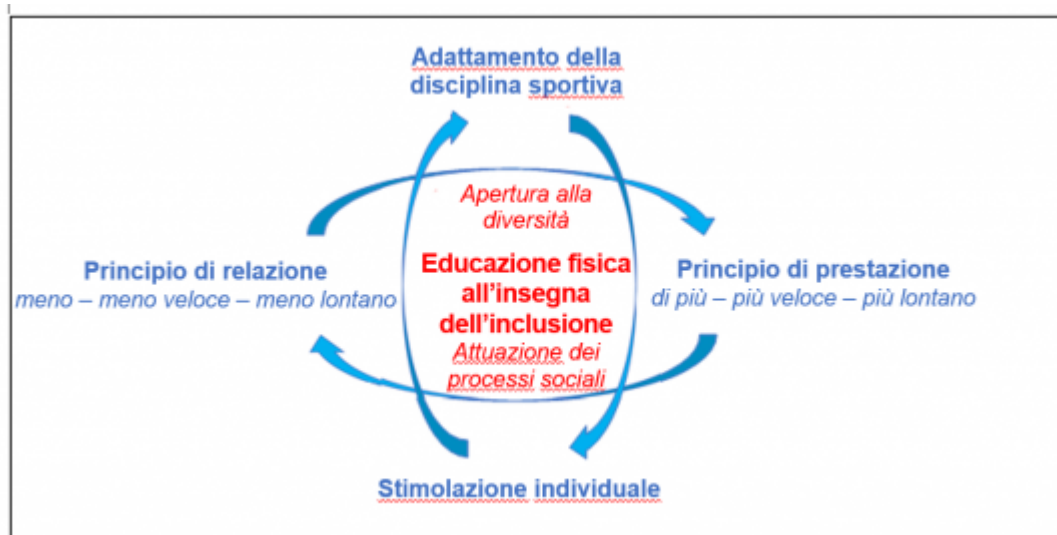 Adattamento della
disciplina sportiva
Apertura alla
diversità
Principio di relazione
meno – meno veloce – meno lontano
Educazione fisica
all'insegna
dell'inclusione
Principio di prestazione
di più – più veloce – più lontano
Attuazione dei
processi sociali
Stimolazione individuale